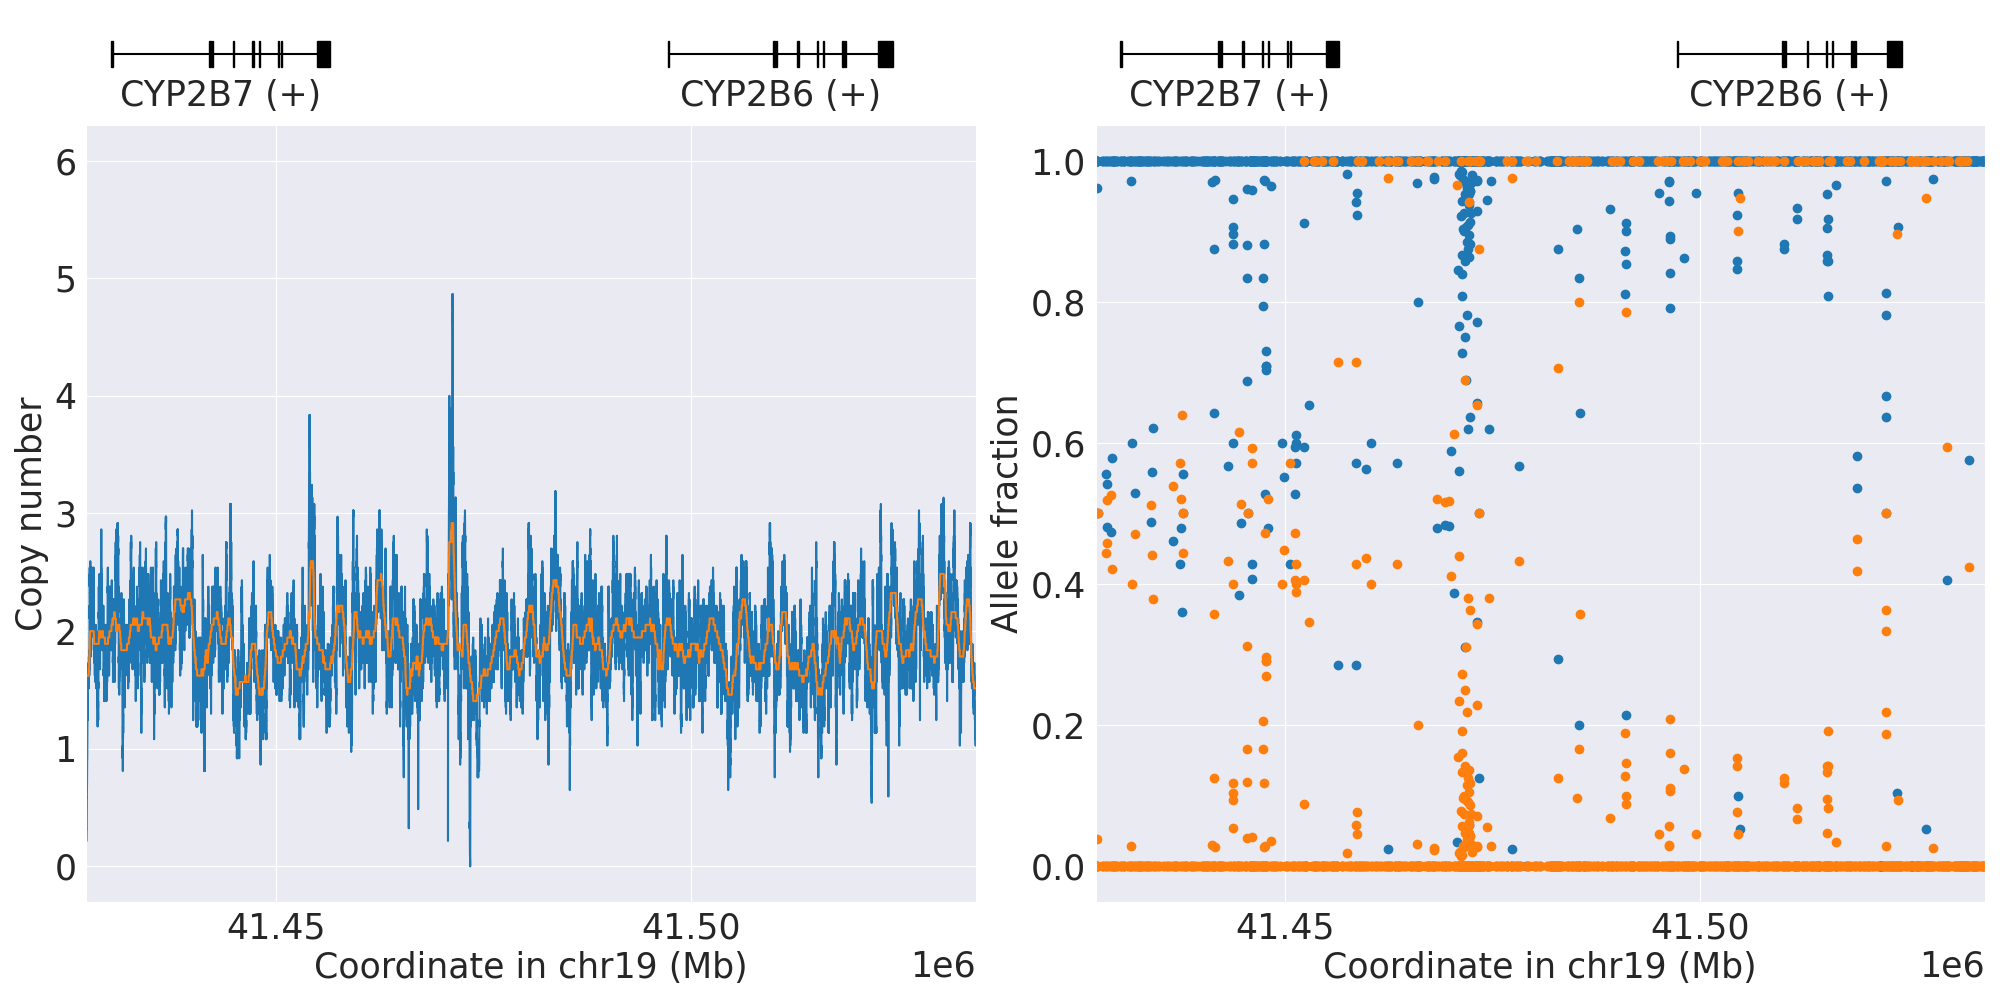 CYP2B7 (+)
CYP2B6 (+)
CYP2B7 (+)
CYP2B6 (+)
Copy number
6
5
4
3
2
1
0
41.45
41.50
Coordinate in chr19 (Mb)
1e6
Allele fraction
1.0
0.8
0.6
0.4
0.2
0.0
41.45
41.50
Coordinate in chr19 (Mb)
1e6